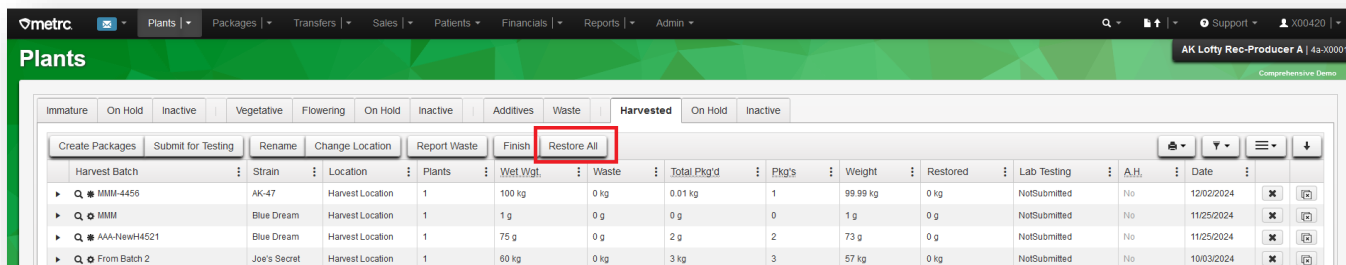 metrc. Plants | Packages | Transfers | Sales | Patients Financials | Reports | Admin Support X00420 |
Plants
AK Lofty Rec-Producer A | 4a-X0001
Comprehensive Demo
Immature On Hold Inactive Vegetative Flowering On Hold Inactive Additives Waste Harvested On Hold Inactive
Create Packages Submit for Testing Rename Change Location Report Waste Finish Restore All
Harvest Batch Strain Location Plants Wet Wgt. Waste Total Pkg'd Pkg's Weight Restored Lab Testing A.H. Date
MMM-4456 AK-47 Harvest Location 1 100 kg 0 kg 0.01 kg 1 99.99 kg 0 kg NotSubmitted No 12/02/2024
MMM Blue Dream Harvest Location 1 1 g 0 g 0 g 0 1 g 0 g NotSubmitted No 11/25/2024
AAA-NewH4521 Blue Dream Harvest Location 1 75 g 0 g 2 g 2 73 g 0 g NotSubmitted No 11/25/2024
From Batch 2 Joe's Secret Harvest Location 1 60 kg 0 kg 3 kg 3 57 kg 0 kg NotSubmitted No 10/03/2024